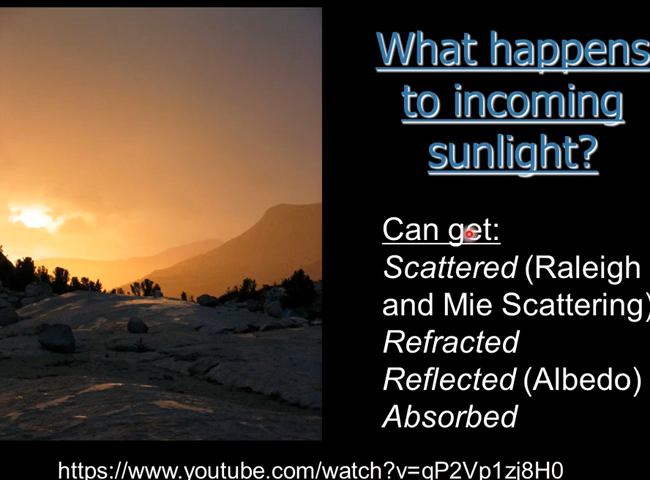 What happens
to incoming
sunlight?
Can get:
Scattered (Raleigh
and Mie Scattering)
Refracted
Reflected (Albedo)
Absorbed
https://www.youtube.com/watch?v=qP2Vp1zj8H0